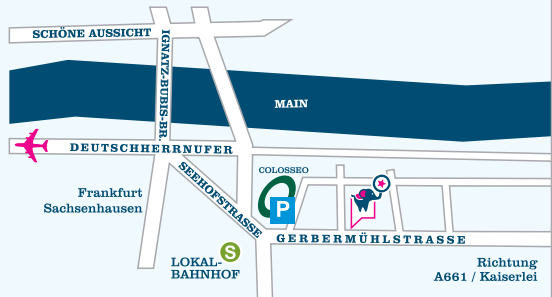 SCHÖNE AUSSICHT
IGNATZ-BUBIS-BR.
MAIN
DEUTSCHHERRNUFER
COLOSSEO
SEEHOFSTRASSE
Frankfurt
Sachsenhausen
P
GERBERMÜHLSTRASSE
S
LOKAL-
BAHNHOF
Richtung
A661 / Kaiserlei